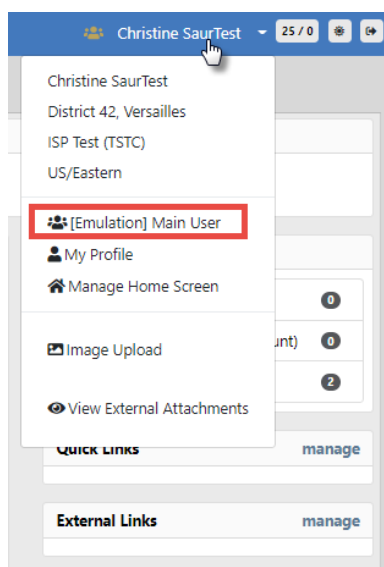 Christine SaurTest 25 / 0
Christine SaurTest
District 42, Versailles
ISP Test (TSTC)
US/Eastern
[Emulation] Main User
My Profile
Manage Home Screen
0
Image Upload
0
2
View External Attachments
Quick Links manage
External Links manage